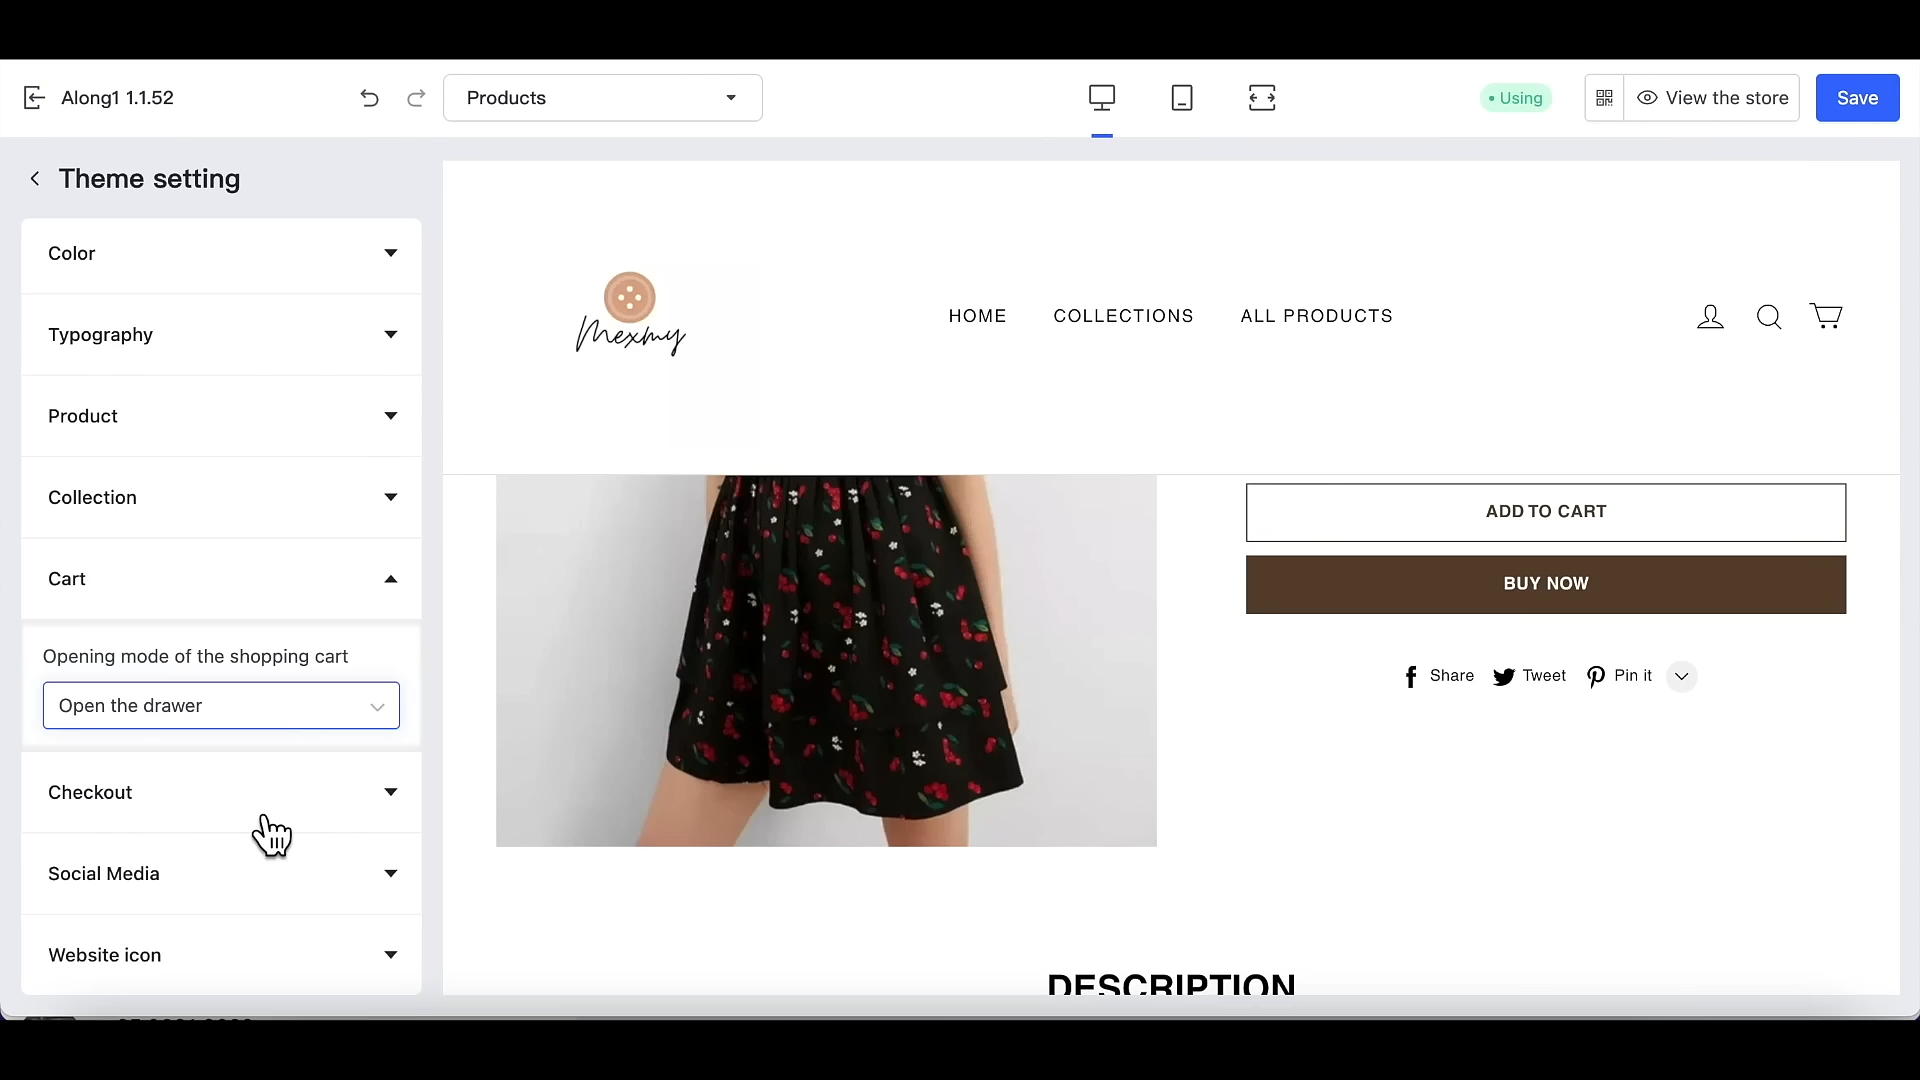 Along1 1.1.52
Products
Using
View the store
Save
Theme setting
Color
Typography
Product
Collection
Cart
Opening mode of the shopping cart
Open the drawer
Checkout
Social Media
Website icon
Mexmy
HOME
COLLECTIONS
ALL PRODUCTS
ADD TO CART
BUY NOW
Share
Tweet
Pin it
DESCRIPTION